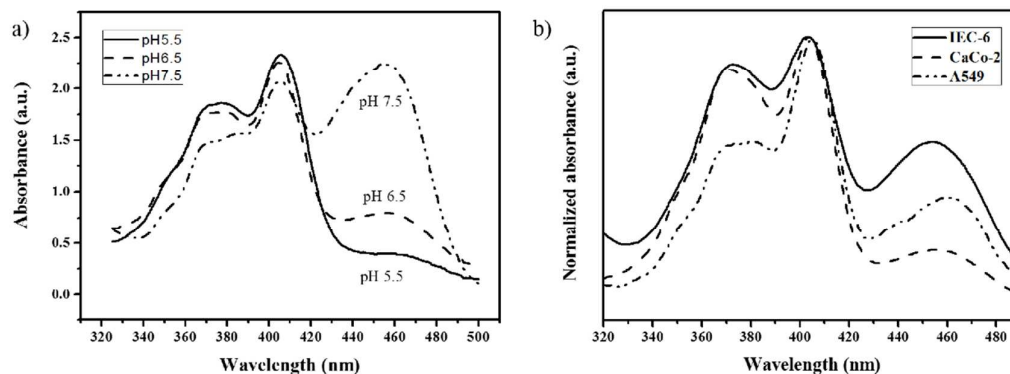 a)
Absorbance (a.u.)
2.5
2.0
1.5
1.0
0.5
0.0
pH5.5
pH6.5
pH7.5
pH 7.5
pH 6.5
pH 5.5
320 340 360 380 400 420 440 460 480 500
Wavelength (nm)
b)
Normalized absorbance (a.u.)
IEC-6
CaCo-2
A549
320 340 360 380 400 420 440 460 480
Wavelength (nm)